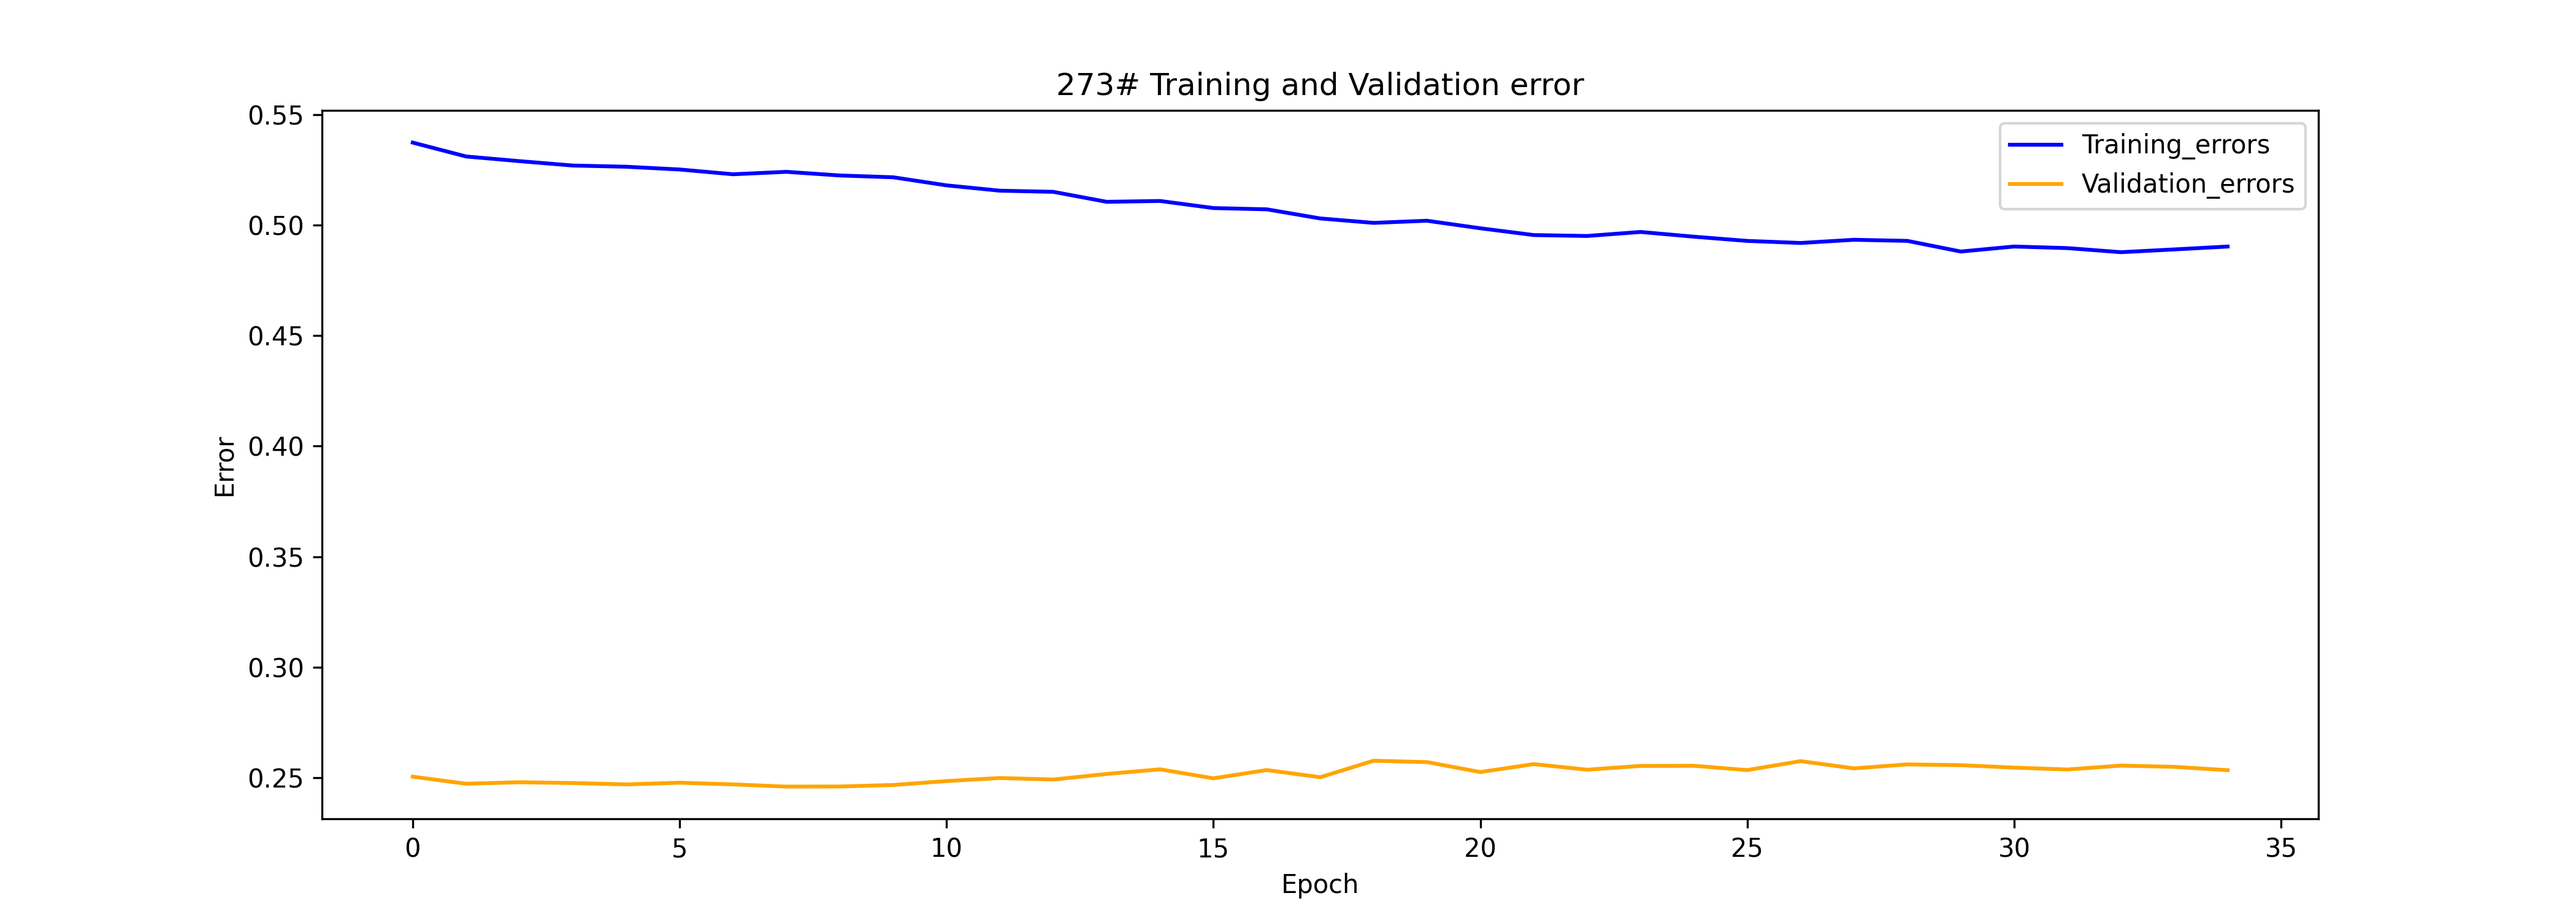 273# Training and Validation error
Training_errors
Validation_errors
Error
0.55
0.50
0.45
0.40
0.35
0.30
0.25
0 5 10 15 20 25 30 35
Epoch